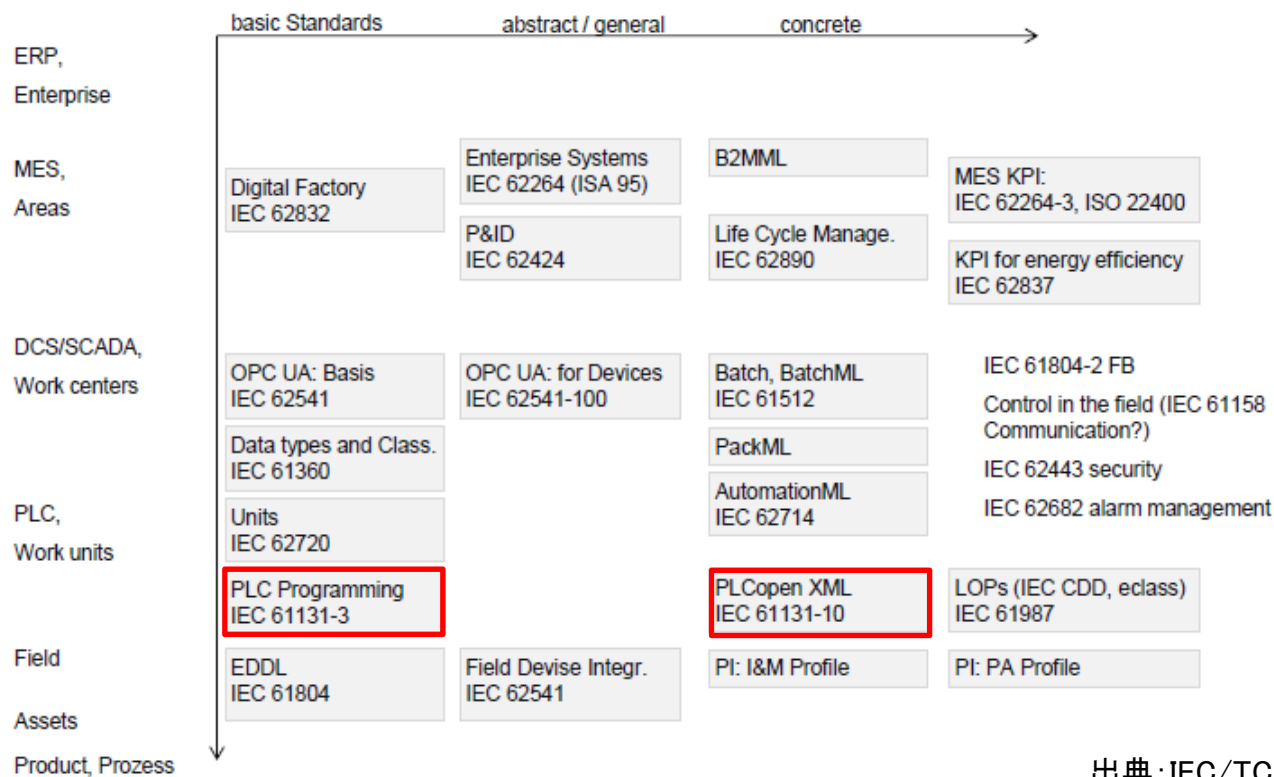 basic Standards
abstract / general
concrete
ERP,
Enterprise
MES,
Areas
Digital Factory
IEC 62832
Enterprise Systems
IEC 62264 (ISA 95)
B2MML
MES KPI:
IEC 62264-3, ISO 22400
P&ID
IEC 62424
Life Cycle Manage.
IEC 62890
KPI for energy efficiency
IEC 62837
DCS/SCADA,
Work centers
OPC UA: Basis
IEC 62541
OPC UA: for Devices
IEC 62541-100
Batch, BatchML
IEC 61512
IEC 61804-2 FB
Control in the field (IEC 61158
Communication?)
IEC 62443 security
IEC 62682 alarm management
Data types and Class.
IEC 61360
PackML
AutomationML
IEC 62714
PLC,
Work units
Units
IEC 62720
PLC Programming
IEC 61131-3
PLCopen XML
IEC 61131-10
LOPs (IEC CDD, eclass)
IEC 61987
Field
EDDL
IEC 61804
Field Devise Integr.
IEC 62541
PI: I&M Profile
PI: PA Profile
Assets
Product, Prozess
出典:IEC/TC